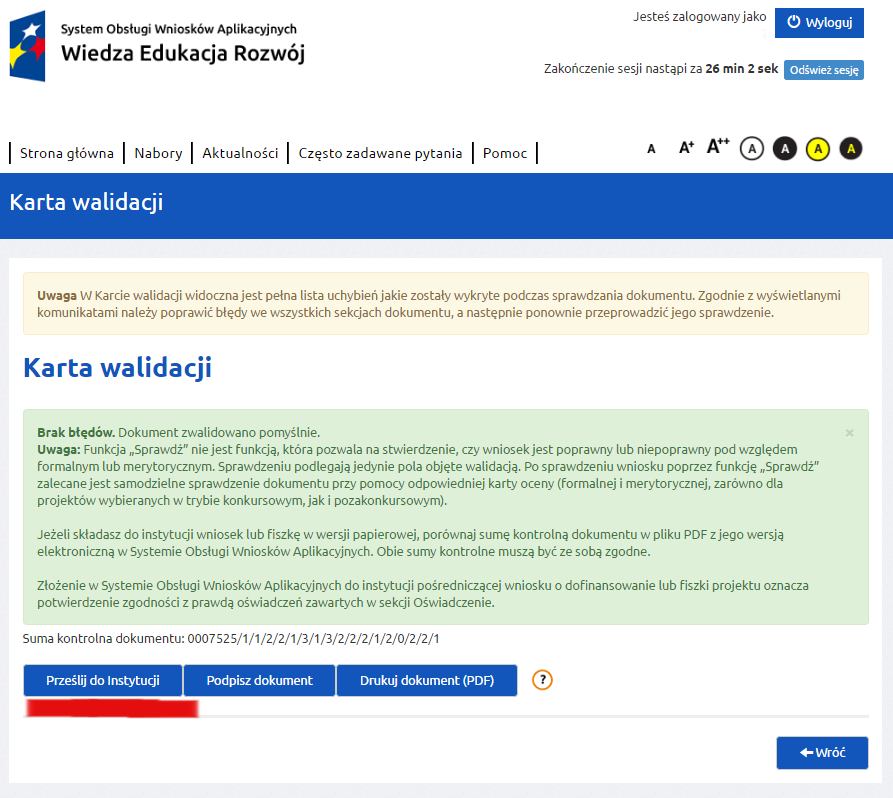 System Obsługi Wniosków Aplikacyjnych
Wiedza Edukacja Rozwój
Jesteś zalogowany jako
Wyloguj
Zakończenie sesji nastąpi za 26 min 2 sek
Odśwież sesję
Strona główna
Nabory
Aktualności
Często zadawane pytania
Pomoc
A
A+
A++
A
A
A
A
Karta walidacji
Uwaga W Karcie walidacji widoczna jest pełna lista uchybień jakie zostały wykryte podczas sprawdzania dokumentu. Zgodnie z wyświetlanymi
komunikatami należy poprawić błędy we wszystkich sekcjach dokumentu, a następnie ponownie przeprowadzić jego sprawdzenie.
Karta walidacji
Brak błędów. Dokument zwalidowano pomyślnie.
×
Uwaga: Funkcja „Sprawdź” nie jest funkcją, która pozwala na stwierdzenie, czy wniosek jest poprawny lub niepoprawny pod względem
formalnym lub merytorycznym. Sprawdzeniu podlegają jedynie pola objęte walidacją. Po sprawdzeniu wniosku poprzez funkcję „Sprawdź”
zalecane jest samodzielne sprawdzenie dokumentu przy pomocy odpowiedniej karty oceny (formalnej i merytorycznej, zarówno dla
projektów wybieranych w trybie konkursowym, jak i pozakonkursowym).
Jeżeli składasz do instytucji wniosek lub fiszkę w wersji papierowej, porównaj sumę kontrolną dokumentu w pliku PDF z jego wersją
elektroniczną w Systemie Obsługi Wniosków Aplikacyjnych. Obie sumy kontrolne muszą być ze sobą zgodne.
Złożenie w Systemie Obsługi Wniosków Aplikacyjnych do instytucji pośredniczącej wniosku o dofinansowanie lub fiszki projektu oznacza
potwierdzenie zgodności z prawdą oświadczeń zawartych w sekcji Oświadczenie.
Suma kontrolna dokumentu: 0007525/1/1/2/2/1/3/1/3/2/2/2/1/2/0/2/2/1
Prześlij do Instytucji
Podpisz dokument
Drukuj dokument (PDF)
?
Wróć